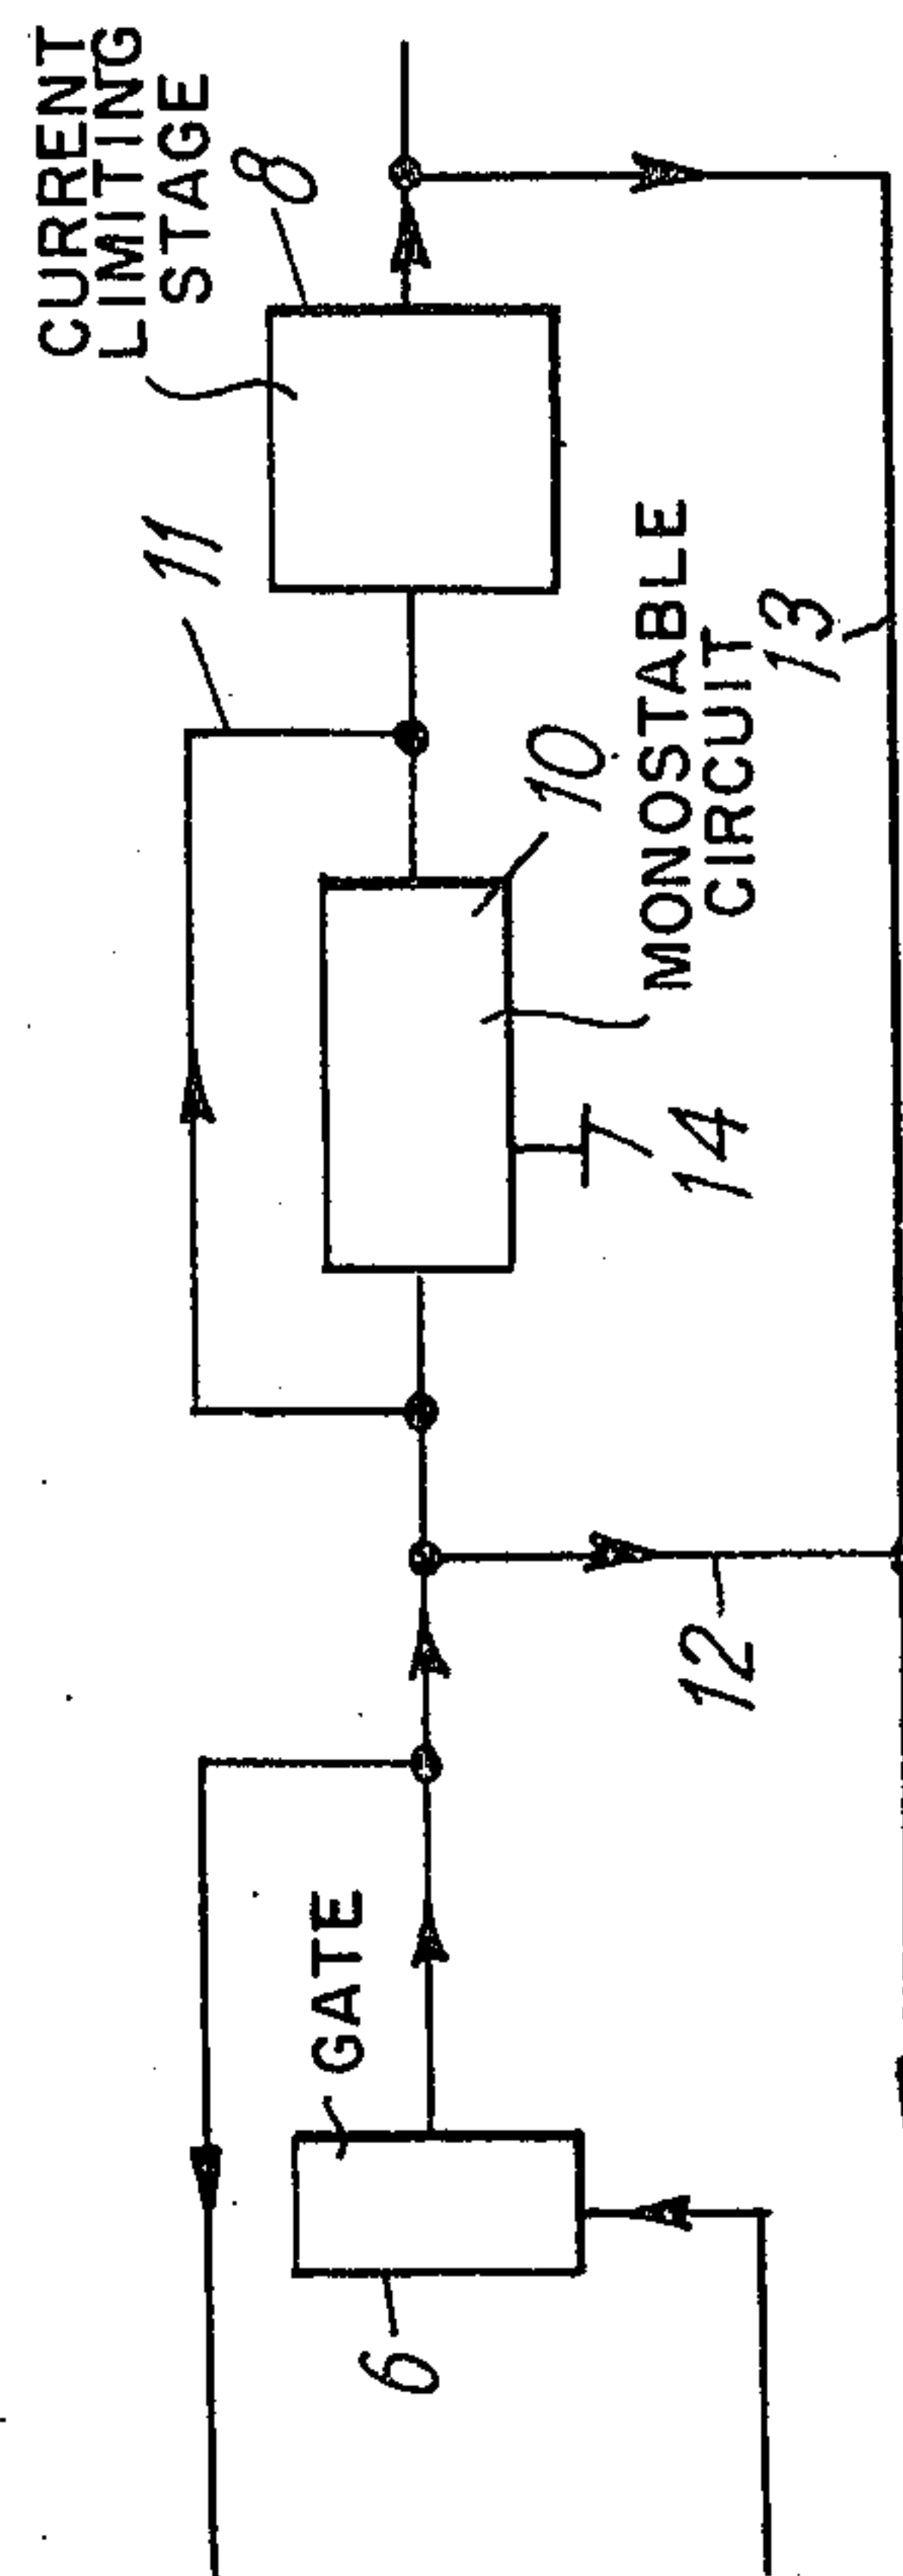 CURRENT
LIMITING
STAGE
8
11
MONOSTABLE
CIRCUIT
10
13
14
12
GATE
6